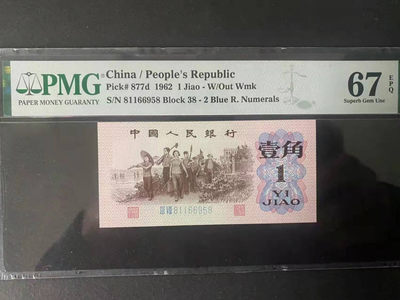 PMG
PAPER MONEY GUARANTY
China / People's Republic
Pick# 877d 1962 1 Jiao - W/Out Wmk
S/N 81166958 Block 38 - 2 Blue R. Numerals
67 EPQ
Superb Gem Unc
中國人民银行
壹角
1
YI
JIAO
81166958